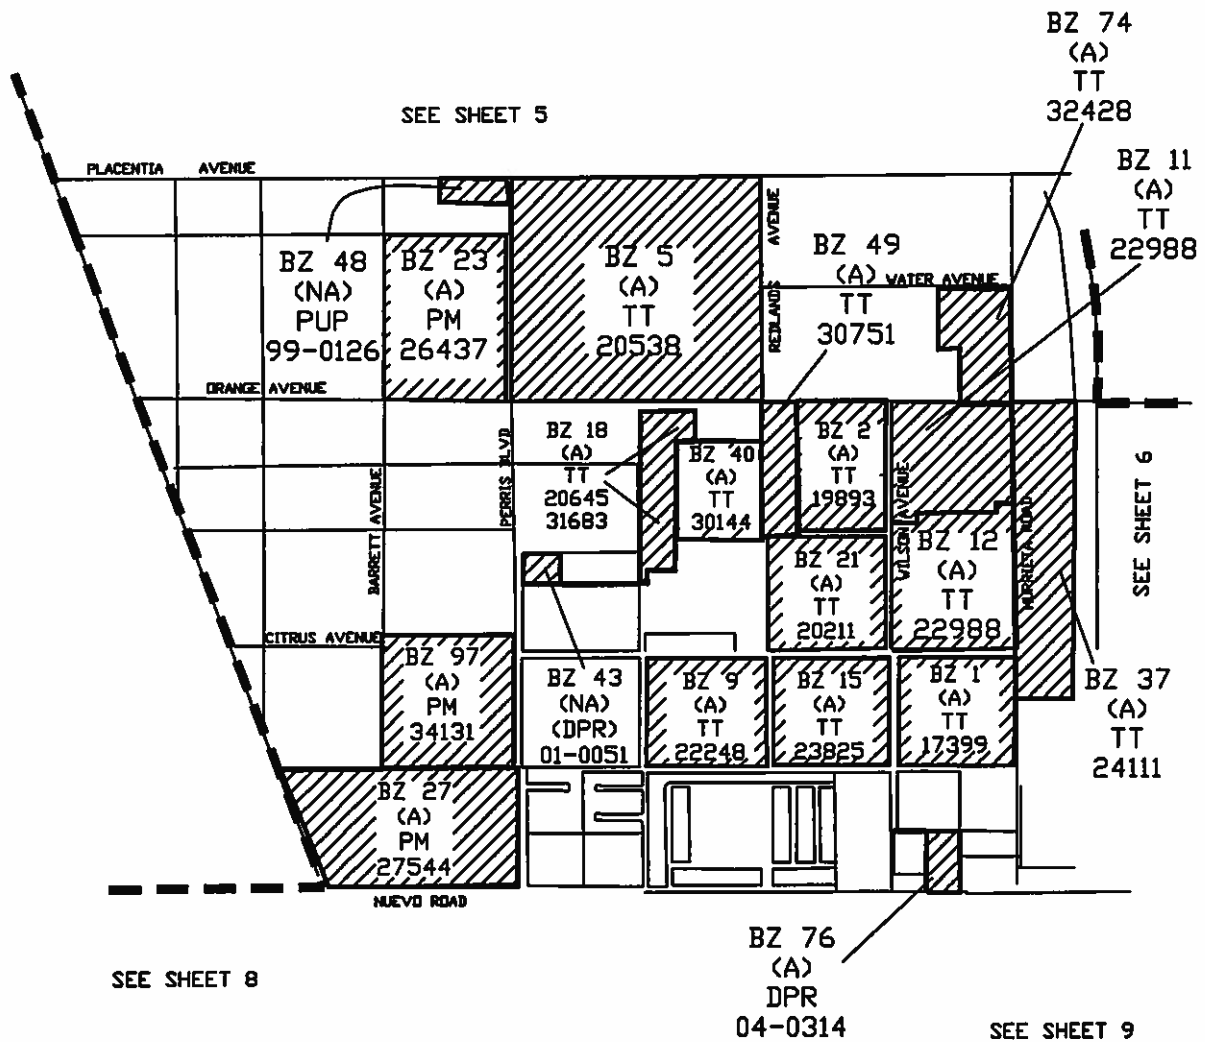 BZ 74
(A)
TT
32428
SEE SHEET 5
BZ 11
(A)
TT
22988
PLACENTIA AVENUE
REDLANDS AVENUE
BZ 48
(NA)
PUP
99-0126
BZ 23
(A)
PM
26437
BZ 5
(A)
TT
20538
BZ 49
(A)
TT
30751
WATER AVENUE
ORANGE AVENUE
BARRETT AVENUE
PERRIS BLVD
BZ 18
(A)
TT
20645
31683
BZ 40
(A)
TT
30144
BZ 2
(A)
TT
19893
WILSON AVENUE
MURRIETA ROAD
SEE SHEET 6
BZ 21
(A)
TT
20211
BZ 12
(A)
TT
22988
CITRUS AVENUE
BZ 97
(A)
PM
34131
BZ 43
(NA)
(DPR)
01-0051
BZ 9
(A)
TT
22248
BZ 15
(A)
TT
23825
BZ 1
(A)
TT
17399
BZ 37
(A)
TT
24111
BZ 27
(A)
PM
27544
NUEVO ROAD
BZ 76
(A)
DPR
04-0314
SEE SHEET 8
SEE SHEET 9